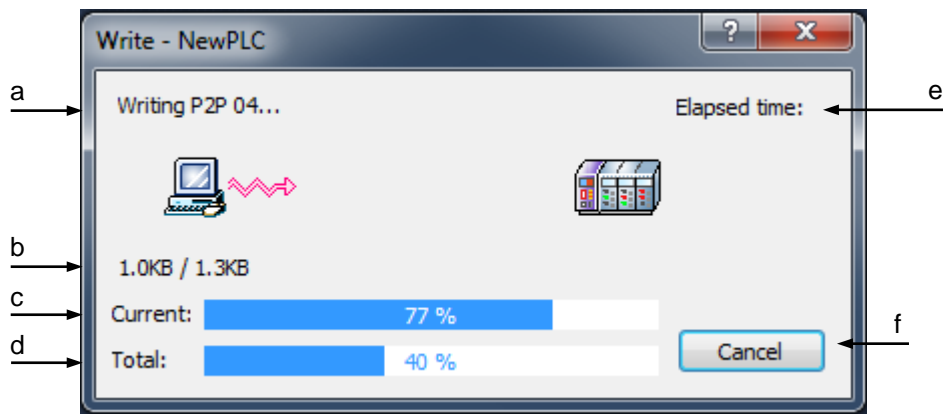 Write - NewPLC
?
a
Writing P2P 04...
Elapsed time:
e
b
1.0KB / 1.3KB
c
Current:
77 %
d
Total:
40 %
Cancel
f